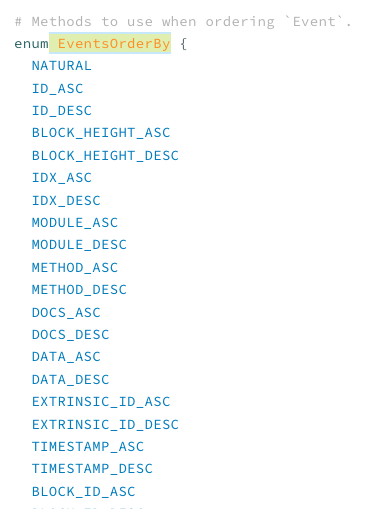 # Methods to use when ordering `Event`.
enum EventsOrderBy {
NATURAL
ID_ASC
ID_DESC
BLOCK_HEIGHT_ASC
BLOCK_HEIGHT_DESC
IDX_ASC
IDX_DESC
MODULE_ASC
MODULE_DESC
METHOD_ASC
METHOD_DESC
DOCS_ASC
DOCS_DESC
DATA_ASC
DATA_DESC
EXTRINSIC_ID_ASC
EXTRINSIC_ID_DESC
TIMESTAMP_ASC
TIMESTAMP_DESC
BLOCK_ID_ASC